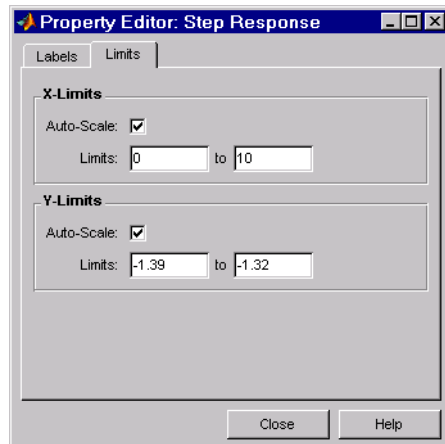 Property Editor: Step Response
Labels Limits
X-Limits
Auto-Scale:
Limits: 0 to 10
Y-Limits
Auto-Scale:
Limits: -1.39 to -1.32
Close Help